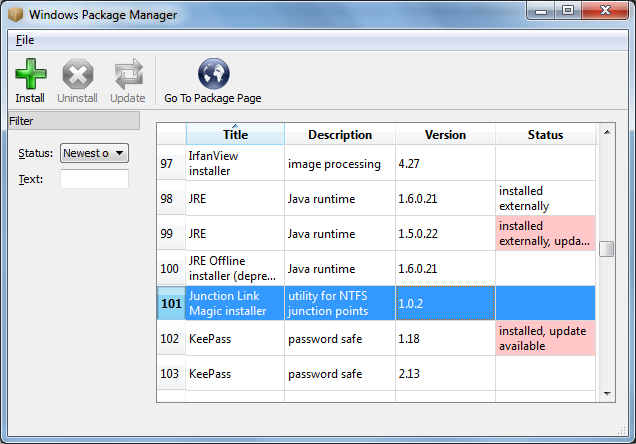 Windows Package Manager
File
Install Uninstall Update Go To Package Page
Filter
Status: Newest o
Text:
Title Description Version Status
97 IrfanView installer image processing 4.27
98 JRE Java runtime 1.6.0.21 installed externally
99 JRE Java runtime 1.5.0.22 installed externally, upda...
100 JRE Offline installer (depre... Java runtime 1.6.0.21
101 Junction Link Magic installer utility for NTFS junction points 1.0.2
102 KeePass password safe 1.18 installed, update available
103 KeePass password safe 2.13